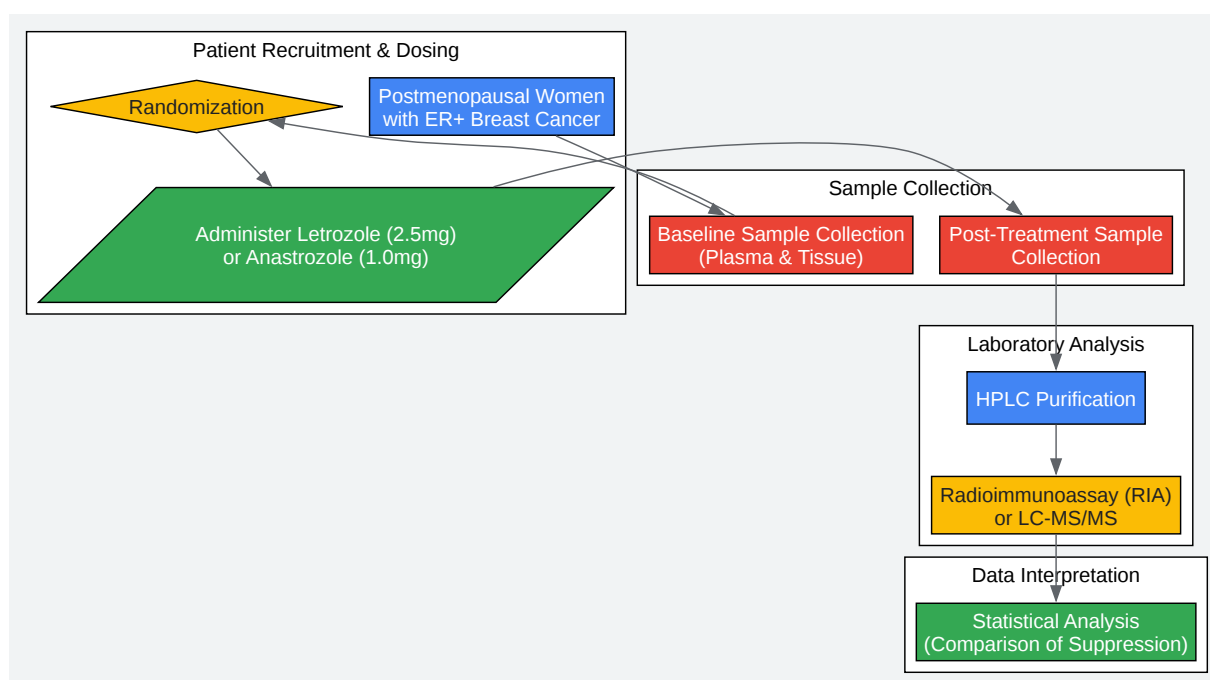 Patient Recruitment & Dosing
Randomization
Postmenopausal Women
with ER+ Breast Cancer
Administer Letrozole (2.5mg)
or Anastrozole (1.0mg)
Sample Collection
Baseline Sample Collection
(Plasma & Tissue)
Post-Treatment Sample
Collection
Laboratory Analysis
HPLC Purification
Radioimmunoassay (RIA)
or LC-MS/MS
Data Interpretation
Statistical Analysis
(Comparison of Suppression)